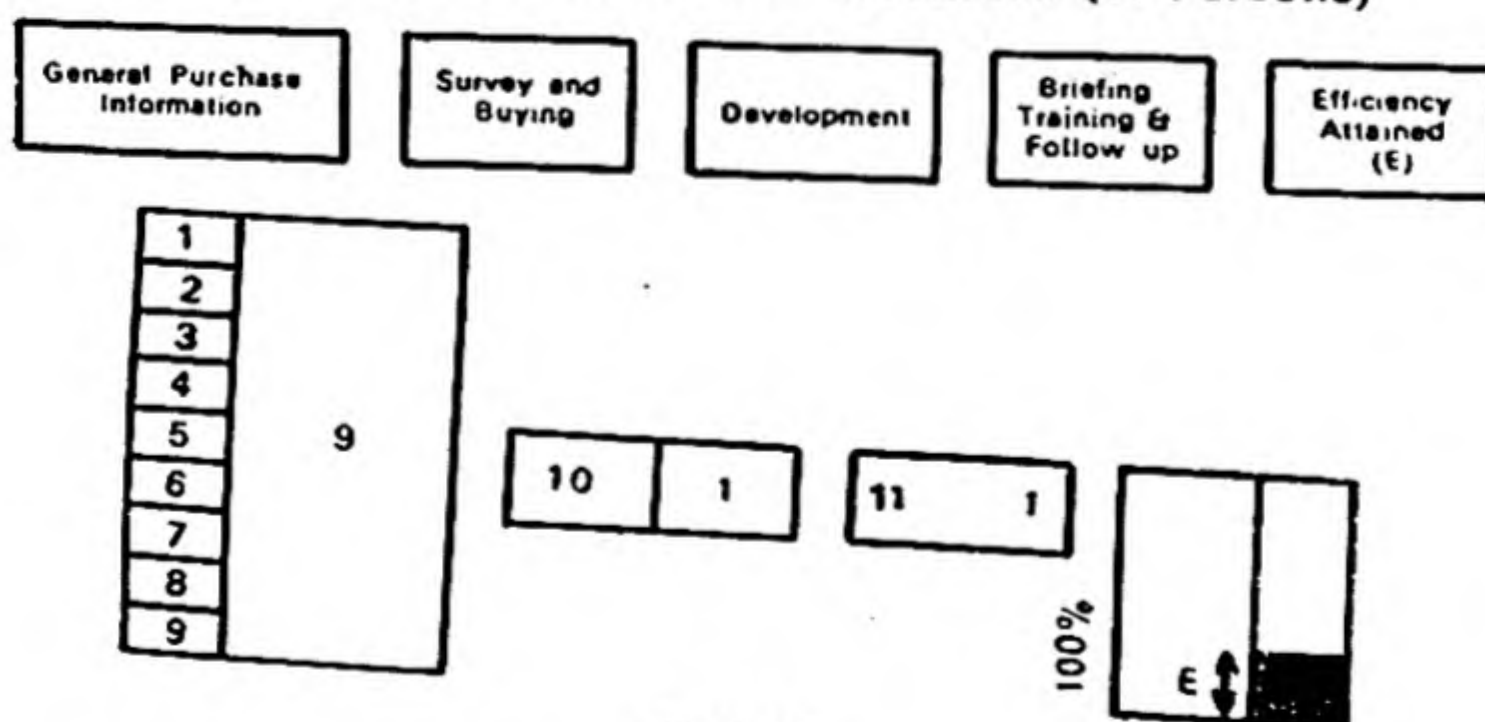 General Purchase
Information
Survey and
Buying
Development
Briefing
Training &
Follow up
Efficiency
Attained
(E)
1
2
3
4
5
6
7
8
9
9
10 1
11 1
100%
E